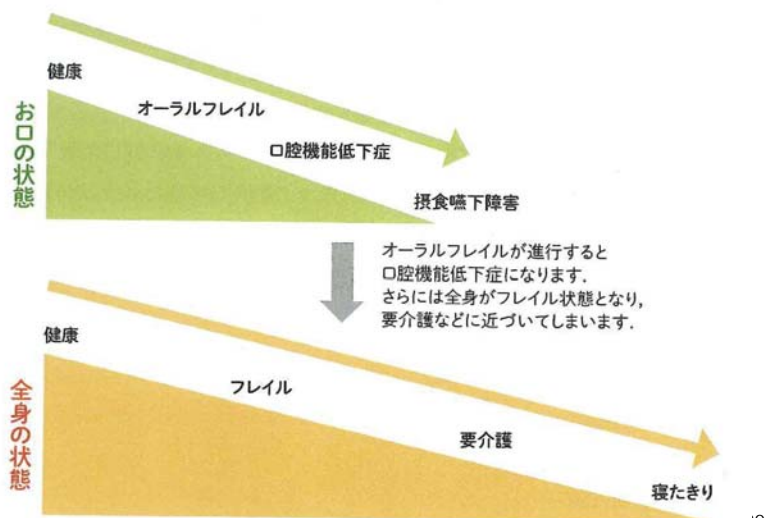 お口の状態
健康
オーラルフレイル
口腔機能低下症
摂食嚥下障害
オーラルフレイルが進行すると
口腔機能低下症になります.
さらには全身がフレイル状態となり,
要介護などに近づいてしまいます.
全身の状態
健康
フレイル
要介護
寝たきり